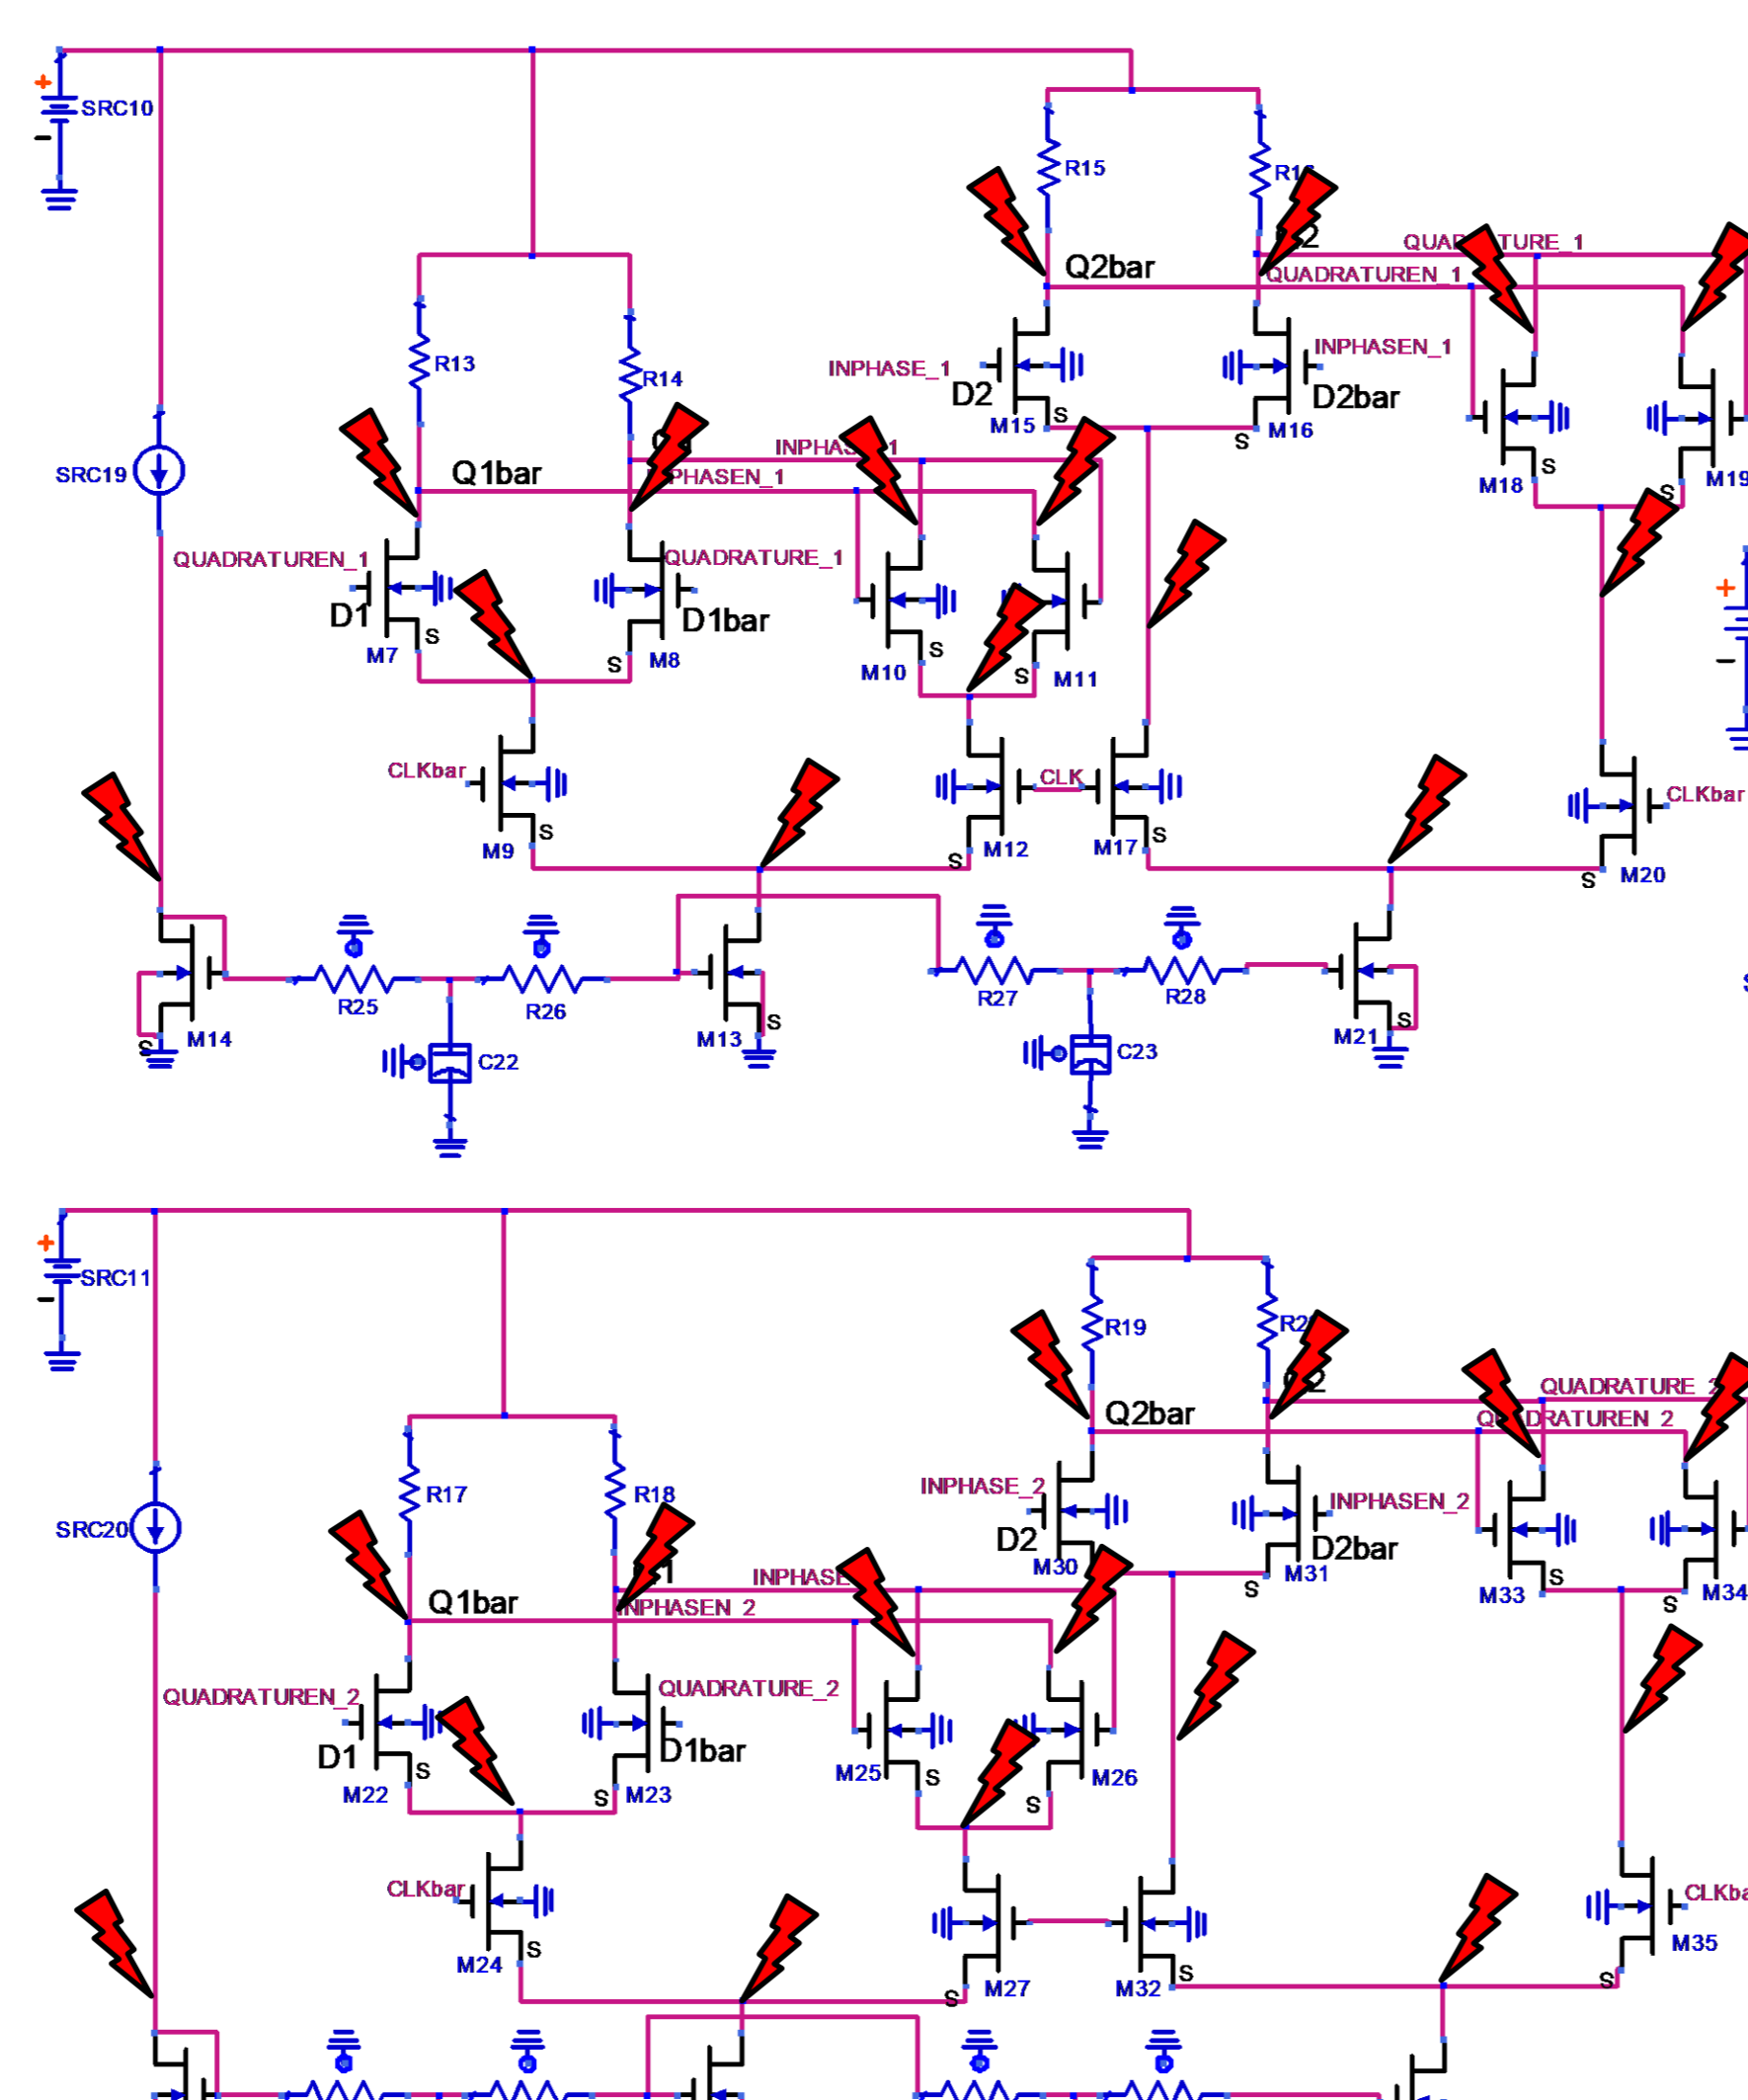 SRC10
R15
QUADRATURE_1
Q2bar
QUADRATUREN_1
R13
R14
INPHASE_1
INPHASEN_1
D2
D2bar
S
M15
S
M16
Q1bar
SRC19
S
M18
S
QUADRATUREN_1
QUADRATURE_1
D1
D1bar
S
M7
S
M8
S
M10
S
M11
CLKbar
CLK
CLKbar
S
M9
S
M12
S
M17
S
M20
R25
R26
R27
R28
S
M14
S
M13
S
M21
C22
C23
SRC11
R19
Q2bar
QUADRATUREN_2
R17
R18
INPHASE_2
INPHASEN_2
D2
D2bar
SRC20
M30
S
M31
S
M33
S
M34
Q1bar
INPHASEN_2
QUADRATUREN_2
QUADRATURE_2
D1
D1bar
S
M22
S
M23
S
M25
S
M26
CLKbar
S
M24
S
M27
S
M32
S
M35